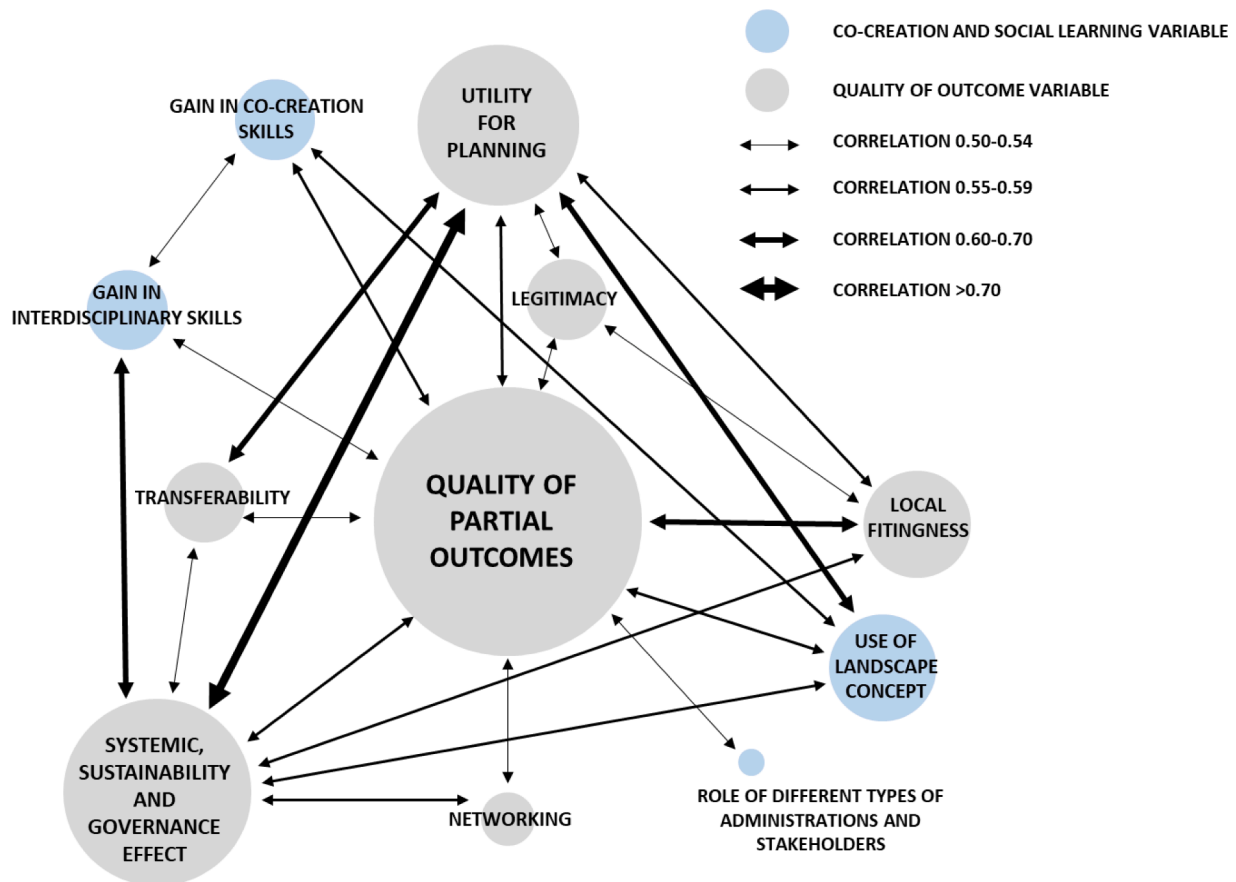 CO-CREATION AND SOCIAL LEARNING VARIABLE
QUALITY OF OUTCOME VARIABLE
CORRELATION 0.50-0.54
CORRELATION 0.55-0.59
CORRELATION 0.60-0.70
CORRELATION >0.70
GAIN IN CO-CREATION
SKILLS
UTILITY
FOR
PLANNING
GAIN IN
INTERDISCIPLINARY SKILLS
LEGITIMACY
TRANSFERABILITY
QUALITY OF
PARTIAL
OUTCOMES
LOCAL
FITINGNESS
USE OF
LANDSCAPE
CONCEPT
SYSTEMIC,
SUSTAINABILITY
AND
GOVERNANCE
EFFECT
NETWORKING
ROLE OF DIFFERENT TYPES OF
ADMINISTRATIONS AND
STAKEHOLDERS